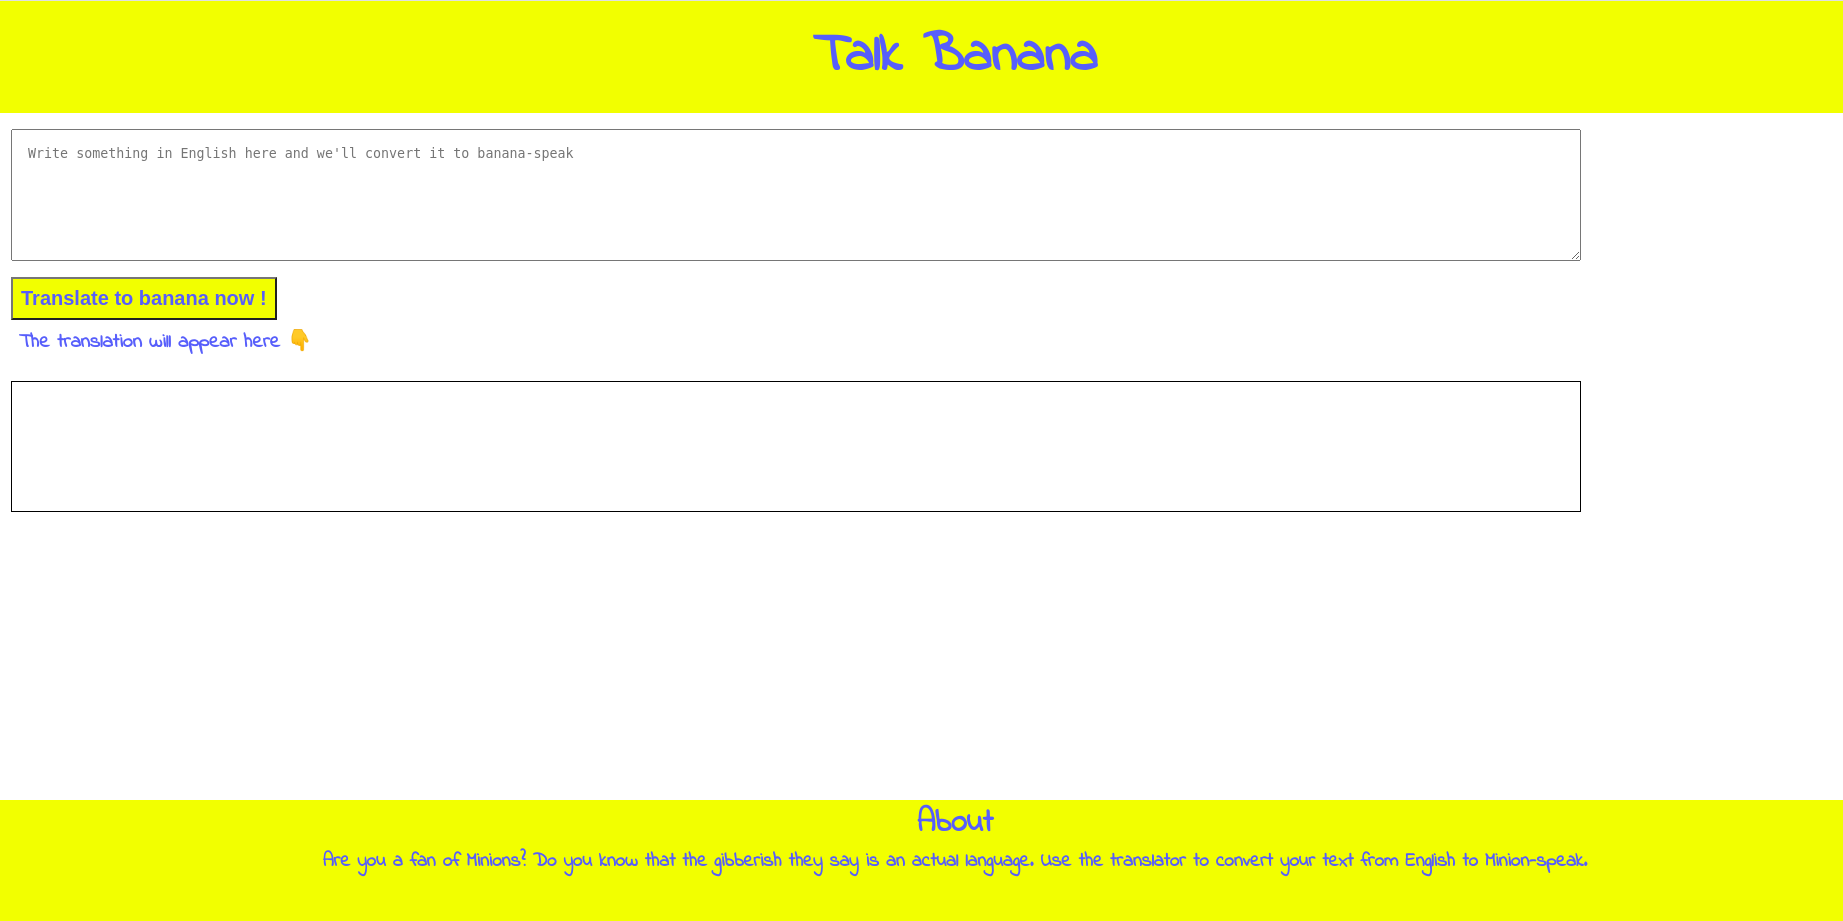 Talk Banana
Write something in English here and we'll convert it to banana-speak
Translate to banana now !
The translation will appear here 👇
About
Are you a fan of Minions? Do you know that the gibberish they say is an actual language. Use the translator to convert your text from English to Minion-speak.